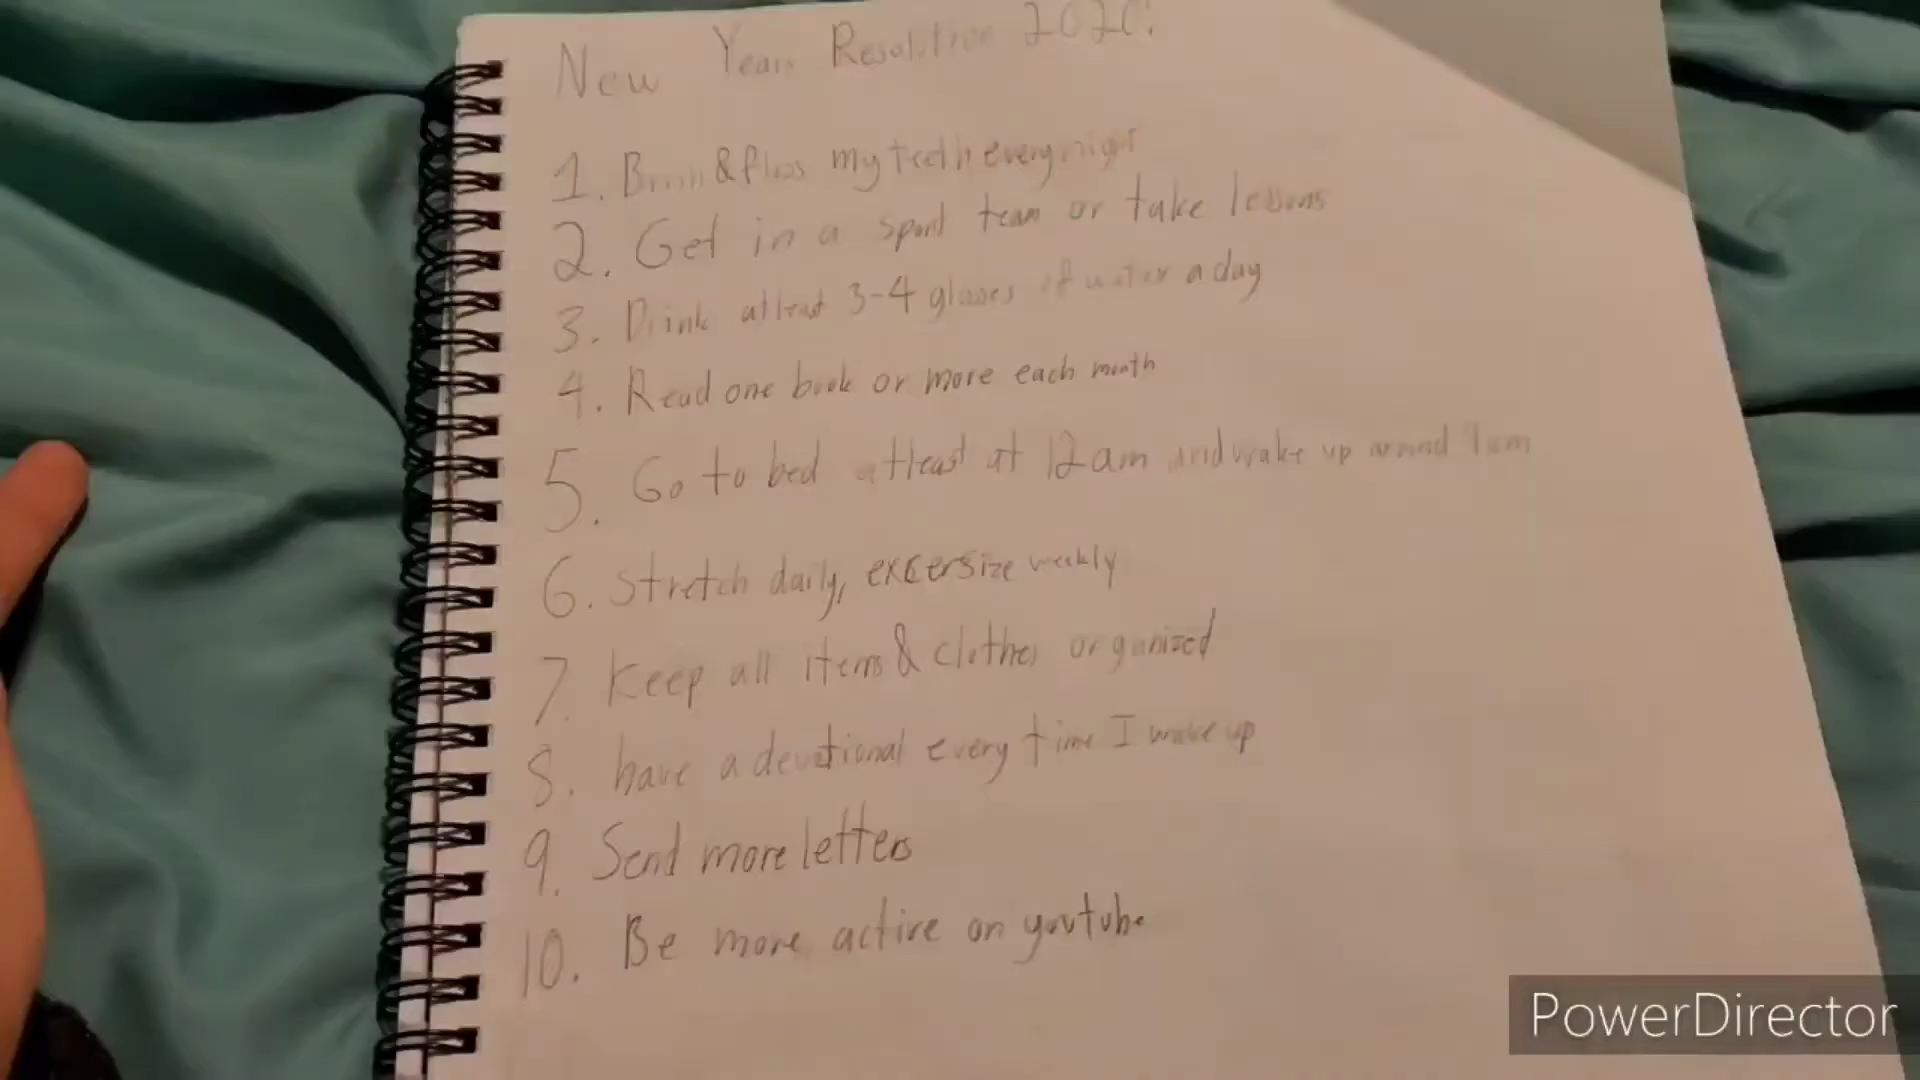 New Years Resolution 2020:
1. Brush & floss my teeth every night
2. Get in a sport team or take lessons
3. Drink atleast 3-4 glasses of water a day
4. Read one book or more each month
5. Go to bed atleast at 12am and wake up around 9am
6. Stretch daily, excersize weekly
7. Keep all items & clothes organized
8. have a devotional every time I wake up
9. Send more letters
10. Be more active on youtube
PowerDirector